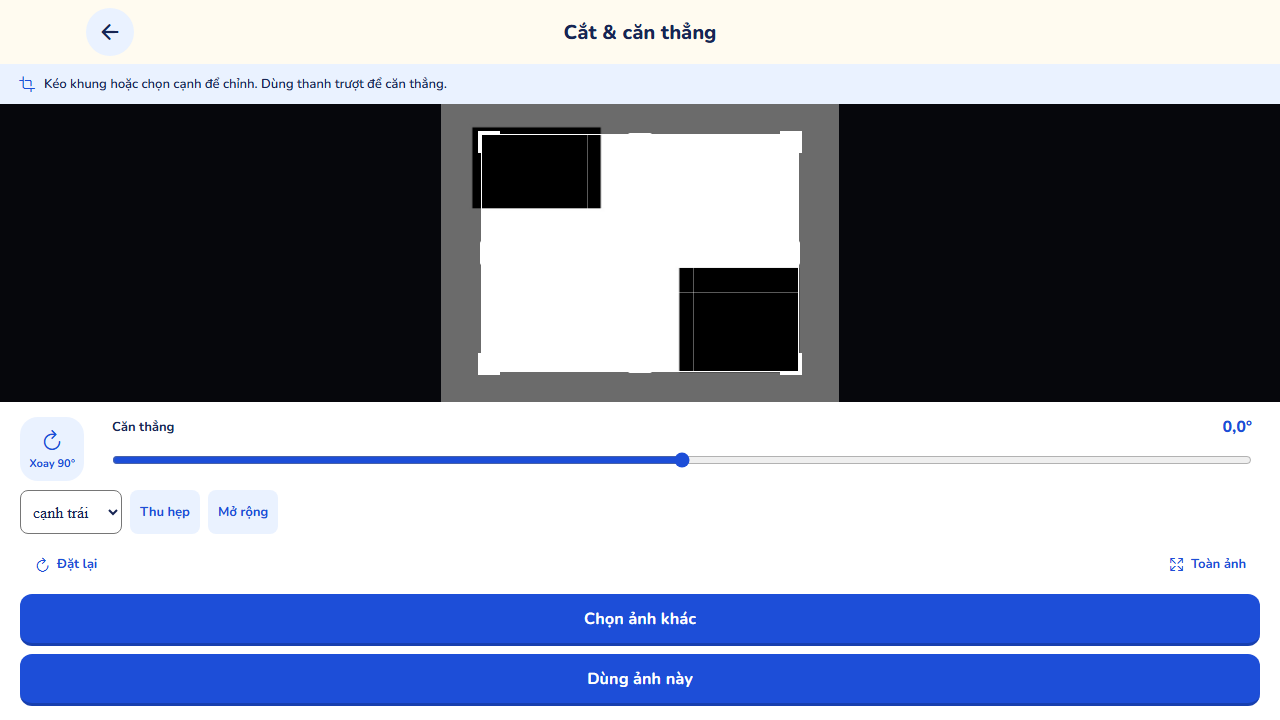 Cắt & căn thẳng
Kéo khung hoặc chọn cạnh để chỉnh. Dùng thanh trượt để căn thẳng.
Căn thẳng
0,0°
Xoay 90°
cạnh trái
Thu hẹp
Mở rộng
Đặt lại
Toàn ảnh
Chọn ảnh khác
Dùng ảnh này